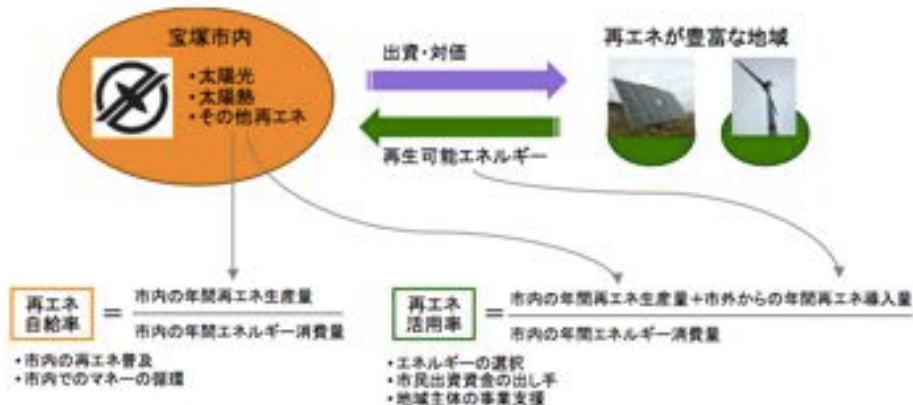 宝塚市内
・太陽光
・太陽熱
・その他再エネ
出資・対価
再生可能エネルギー
再エネが豊富な地域
再エネ
自給率
=
市内の年間再エネ生産量
市内の年間エネルギー消費量
・市内の再エネ普及
・市内でのマネーの循環
再エネ
活用率
=
市内の年間再エネ生産量+市外からの年間再エネ導入量
市内の年間エネルギー消費量
・エネルギーの選択
・市民出資資金の出し手
・地域主体の事業支援